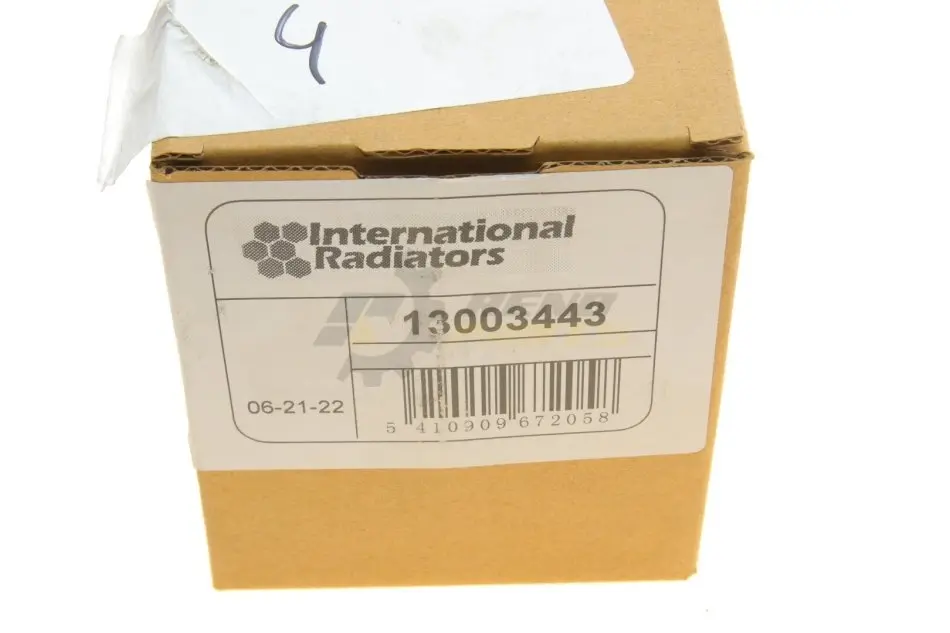 4
International
Radiators
13003443
06-21-22
5 410909 672058